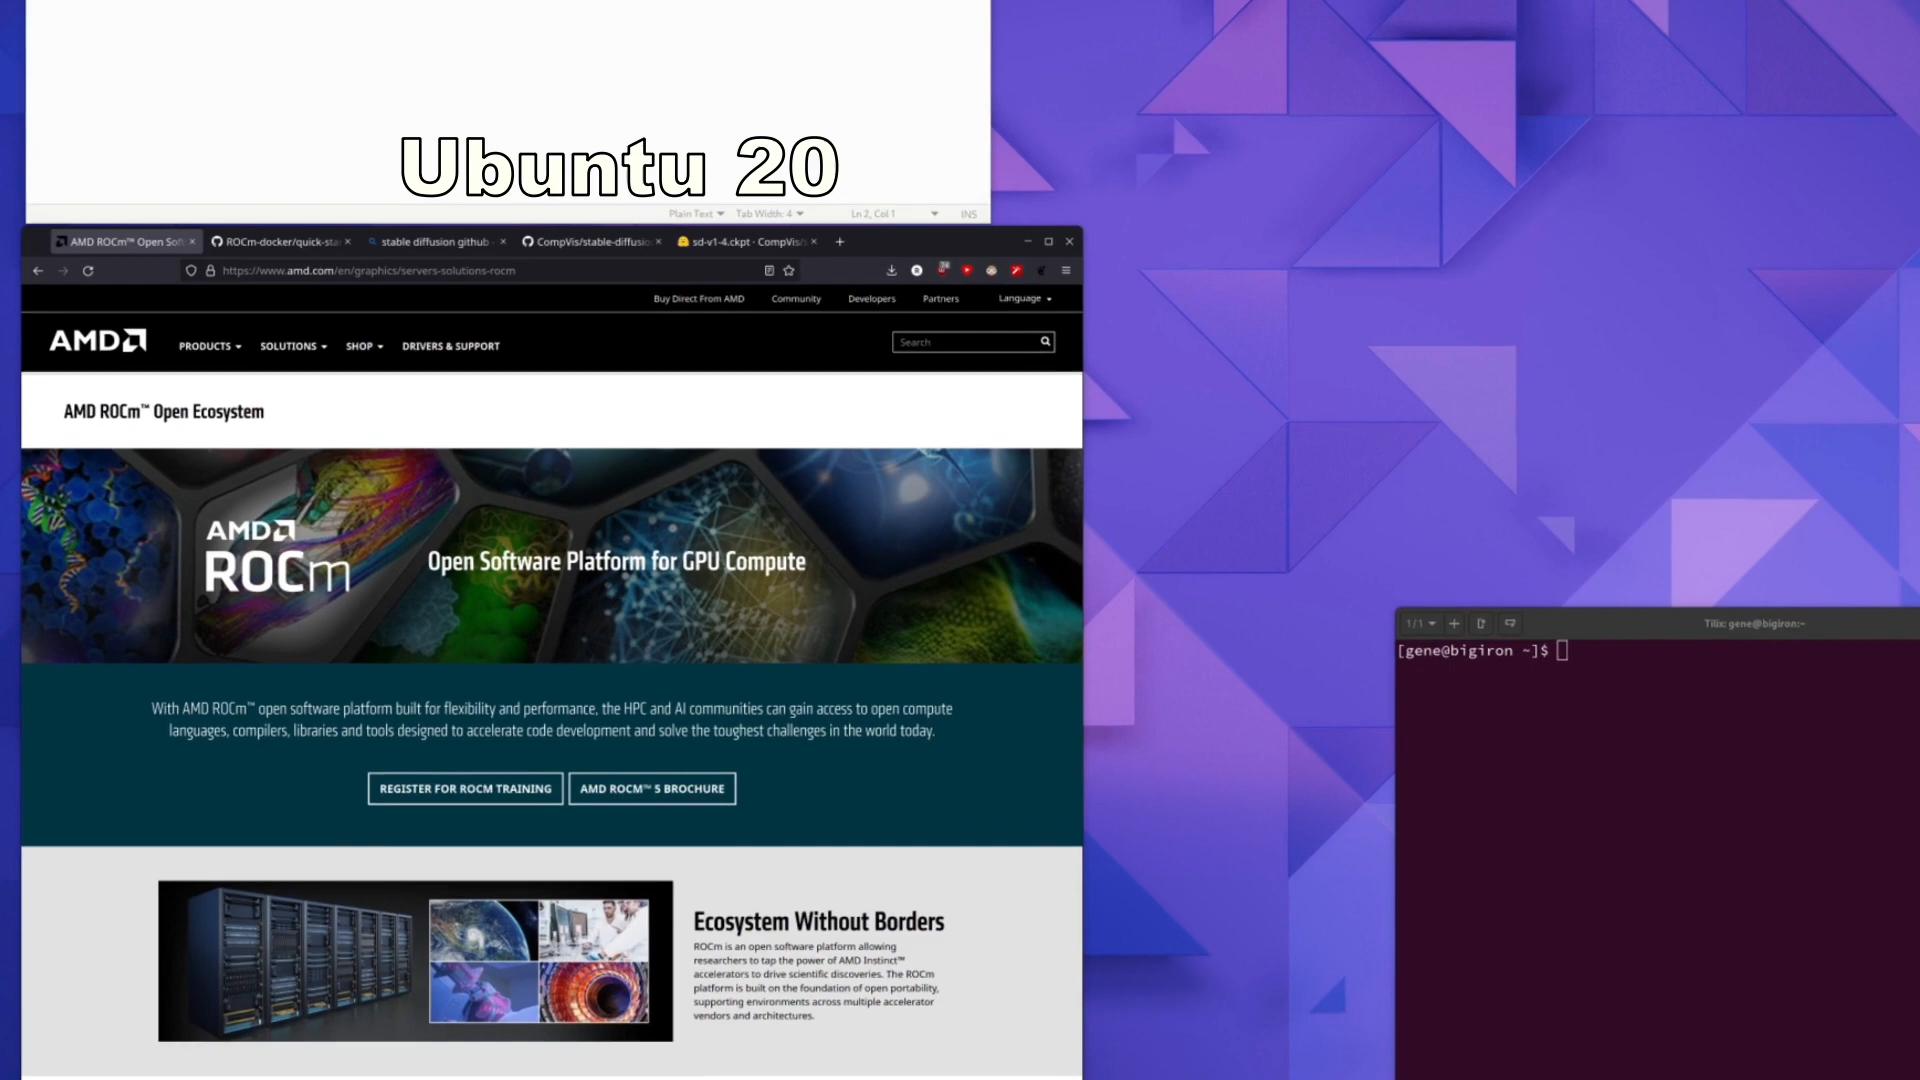 Ubuntu 20
Plain Text Tab Width: 4 Ln 2, Col 1 INS
AMD ROCm™ Open Sof ROCm-docker/quick-sta stable diffusion github CompVis/stable-diffusio sd-v1-4.ckpt · CompVis/s
https://www.amd.com/en/graphics/servers-solutions-rocm
Buy Direct From AMD Community Developers Partners Language
AMD PRODUCTS SOLUTIONS SHOP DRIVERS & SUPPORT Search
AMD ROCm™ Open Ecosystem
AMD
ROCm
Open Software Platform for GPU Compute
With AMD ROCm™ open software platform built for flexibility and performance, the HPC and AI communities can gain access to open compute
languages, compilers, libraries and tools designed to accelerate code development and solve the toughest challenges in the world today.
REGISTER FOR ROCM TRAINING AMD ROCM™ 5 BROCHURE
Ecosystem Without Borders
ROCm is an open software platform allowing
researchers to tap the power of AMD Instinct™
accelerators to drive scientific discoveries. The ROCm
platform is built on the foundation of open portability,
supporting environments across multiple accelerator
vendors and architectures.
1/1 Tilix: gene@bigiron:~
[gene@bigiron ~]$